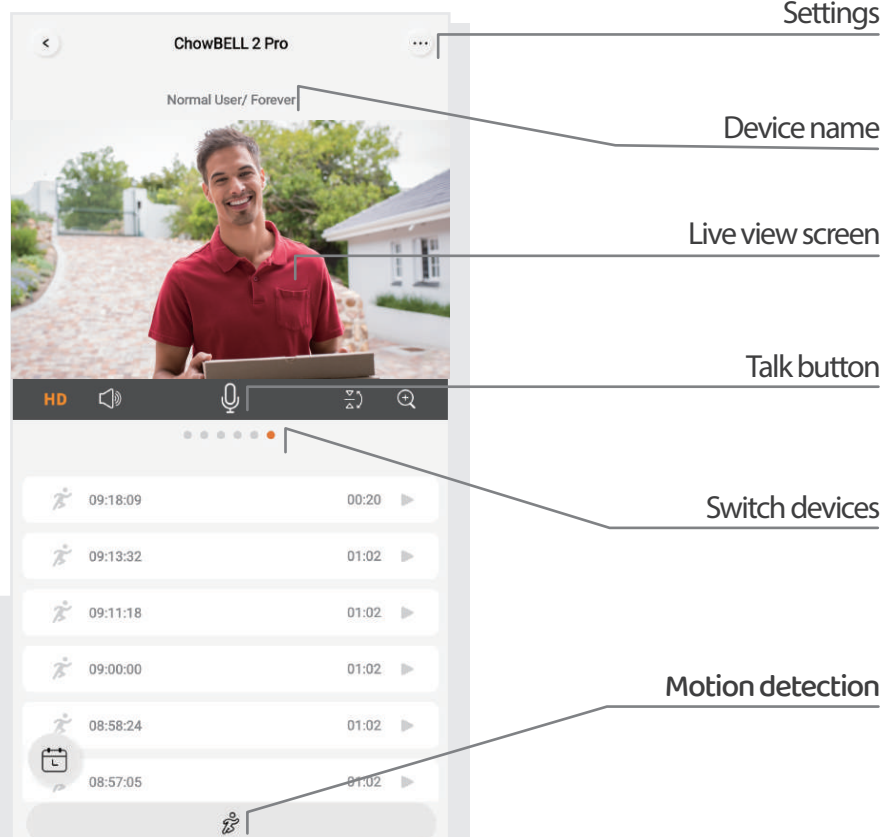 Settings
ChowBELL 2 Pro
Normal User/ Forever
Device name
Live view screen
Talk button
HD
Switch devices
09:18:09 00:20
09:13:32 01:02
09:11:18 01:02
09:00:00 01:02
Motion detection
08:58:24 01:02
08:57:05 01:02